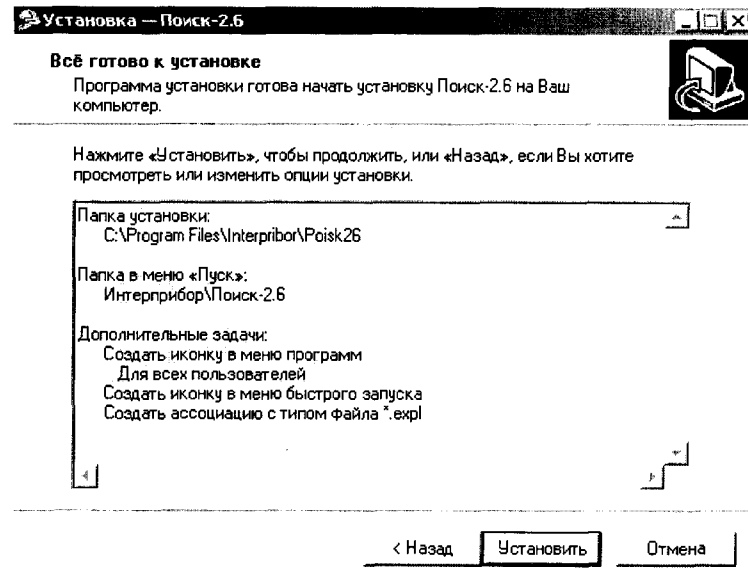 Установка — Поиск-2.6
Всё готово к установке
Программа установки готова начать установку Поиск-2.6 на Ваш
компьютер.
Нажмите «Установить», чтобы продолжить, или «Назад», если Вы хотите
просмотреть или изменить опции установки.
Папка установки:
C:\Program Files\Interpribor\Poisk26
Папка в меню «Пуск»:
Интерприбор\Поиск-2.6
Дополнительные задачи:
Создать иконку в меню программ
Для всех пользователей
Создать иконку в меню быстрого запуска
Создать ассоциацию с типом файла *.expl
< Назад Установить Отмена